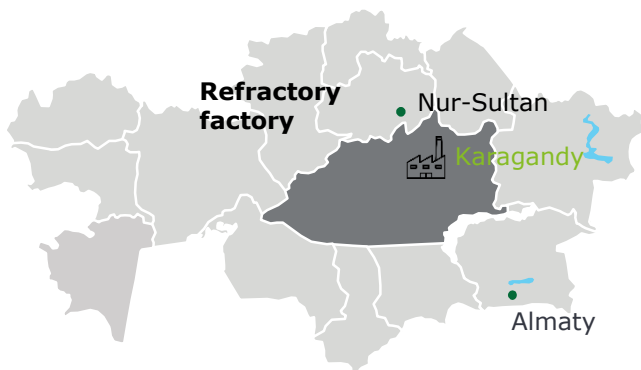 Refractory
factory
Nur-Sultan
Karagandy
Almaty